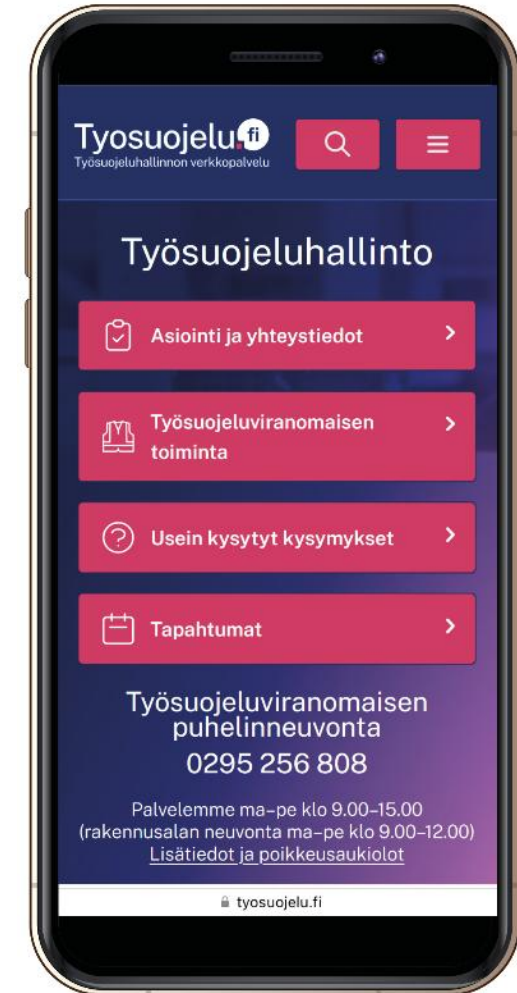 Tyosuojelu.fi
Työsuojeluhallinnon verkkopalvelu
Työsuojeluhallinto
Asiointi ja yhteystiedot
Työsuojeluviranomaisen
toiminta
Usein kysytyt kysymykset
Tapahtumat
Työsuojeluviranomaisen
puhelinneuvonta
0295 256 808
Palvelemme ma–pe klo 9.00–15.00
(rakennusalan neuvonta ma–pe klo 9.00–12.00)
Lisätiedot ja poikkeusaukiolot
tyosuojelu.fi